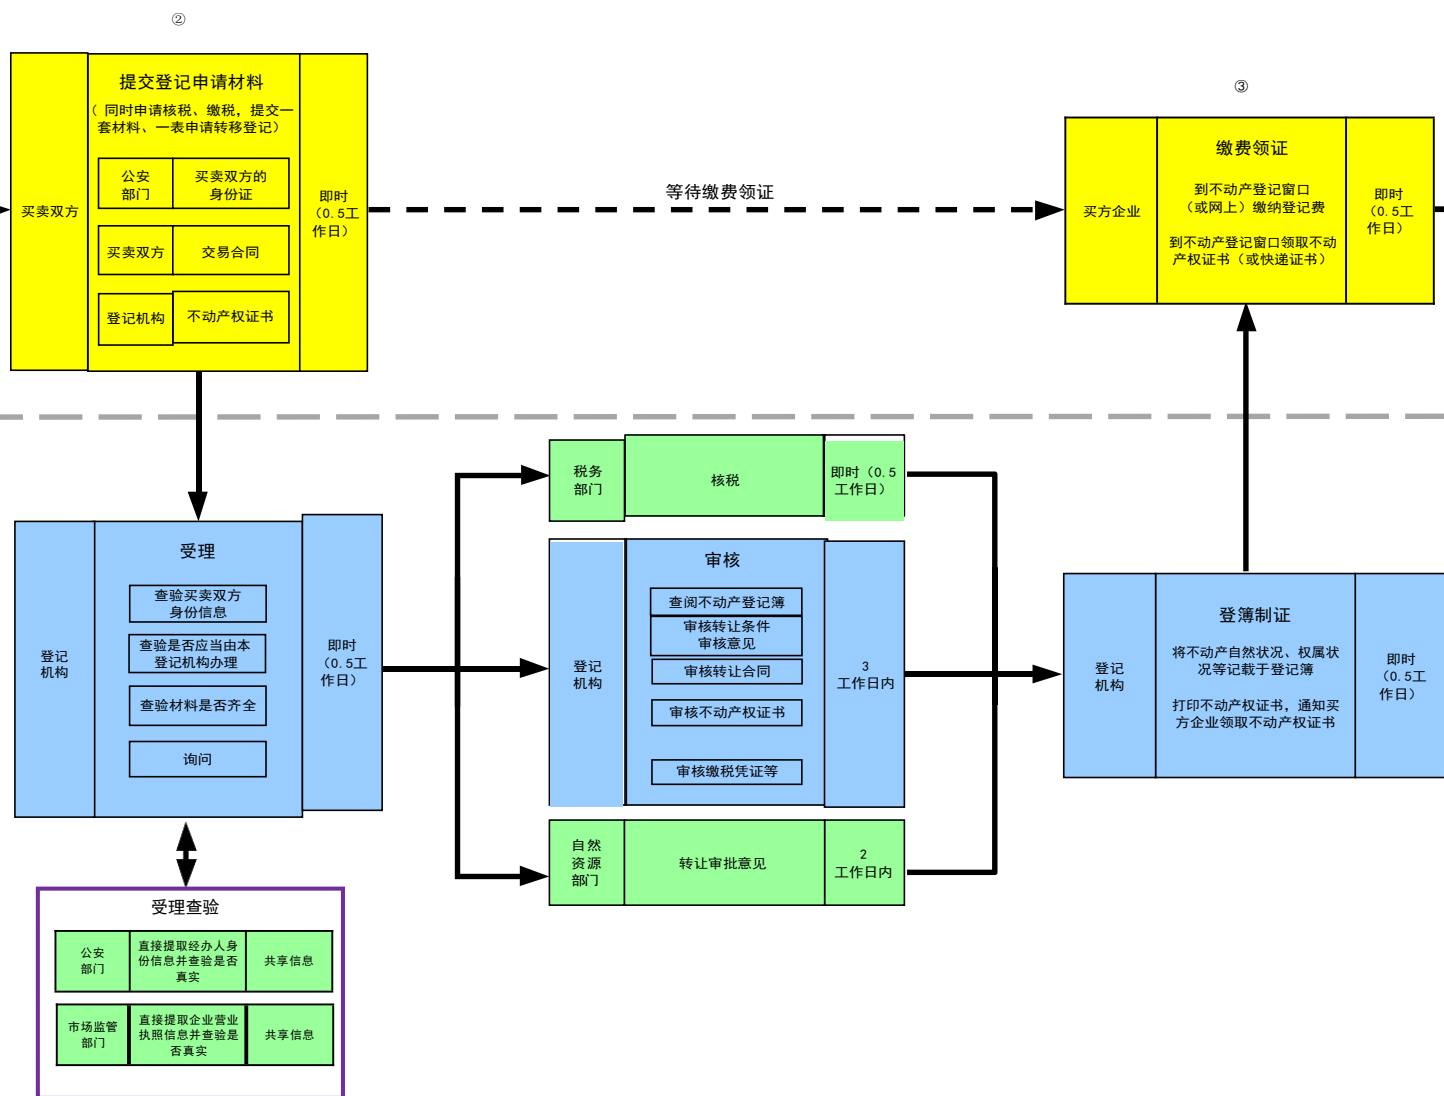 ②
买卖双方
提交登记申请材料
（ 同时申请核税、缴税，提交一
套材料、一表申请转移登记）
公安
部门
买卖双方的
身份证
买卖双方
交易合同
登记机构
不动产权证书
即时
（0.5工
作日）
等待缴费领证
③
买方企业
缴费领证
到不动产登记窗口
（或网上）缴纳登记费
到不动产登记窗口领取不动
产权证书（或快递证书）
即时
（0.5工
作日）
登记
机构
受理
查验买卖双方
身份信息
查验是否应当由本
登记机构办理
查验材料是否齐全
询问
即时
（0.5工
作日）
税务
部门
核税
即时（0.5
工作日）
登记
机构
审核
查阅不动产登记簿
审核转让条件
审核意见
审核转让合同
审核不动产权证书
审核缴税凭证等
3
工作日内
自然
资源
部门
转让审批意见
2
工作日内
登记
机构
登簿制证
将不动产自然状况、权属状
况等记载于登记簿
打印不动产权证书，通知买
方企业领取不动产权证书
即时
（0.5工
作日）
受理查验
公安
部门
直接提取经办人身
份信息并查验是否
真实
共享信息
市场监管
部门
直接提取企业营业
执照信息并查验是
否真实
共享信息